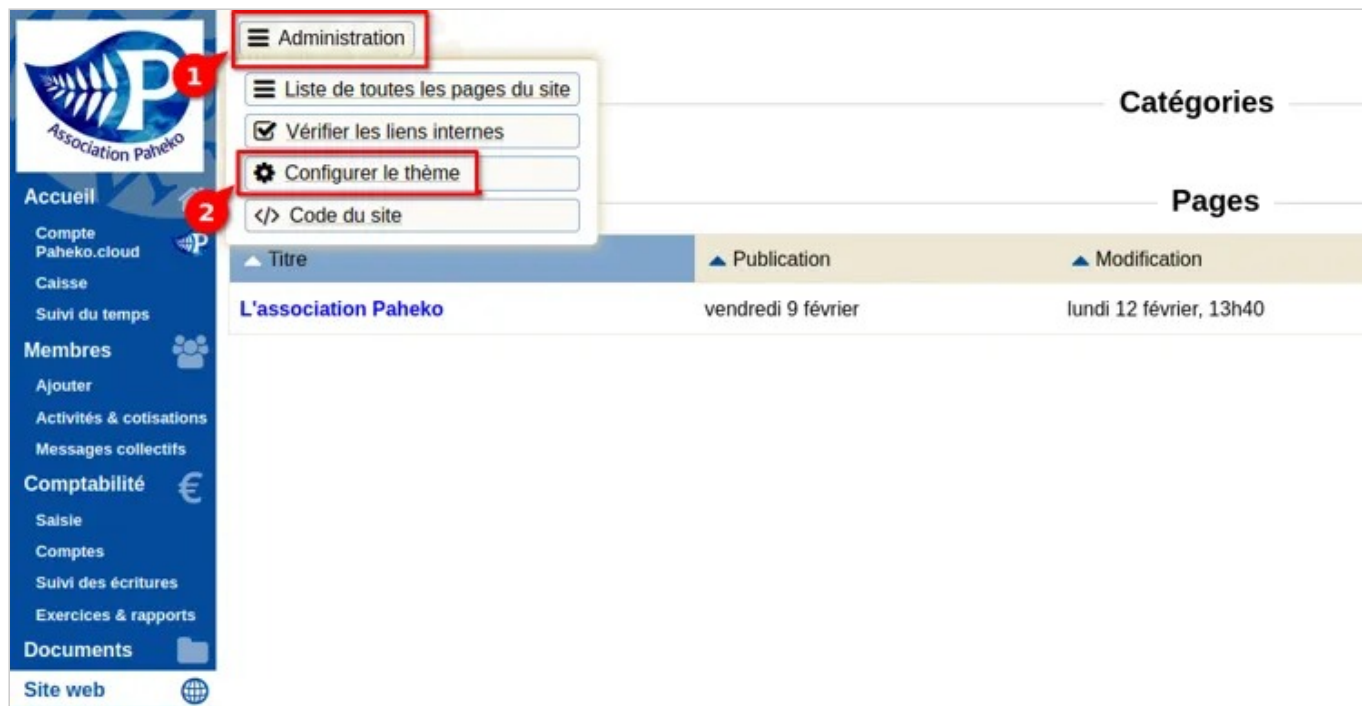 P
Association Paheko
Accueil
Compte
Paheko.cloud
P
Caisse
Suivi du temps
Membres
Ajouter
Activités & cotisations
Messages collectifs
Comptabilité
€
Saisie
Comptes
Suivi des écritures
Exercices & rapports
Documents
Site web
1
Administration
Liste de toutes les pages du site
Vérifier les liens internes
2
Configurer le thème
</> Code du site
Catégories
Pages
Titre Publication Modification
L'association Paheko vendredi 9 février lundi 12 février, 13h40